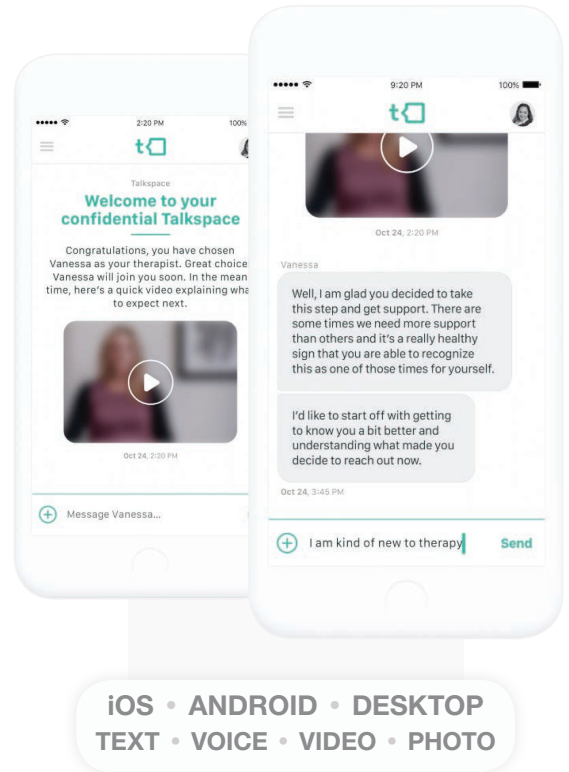 2:20 PM
100%
t
Talkspace
Welcome to your
confidential Talkspace
Congratulations, you have chosen
Vanessa as your therapist. Great choice
Vanessa will join you soon. In the mean
time, here's a quick video explaining
to expect next.
Oct 24, 2:20 PM
Message Vanessa...
9:20 PM
100%
t
Oct 24, 2:20 PM
Vanessa
Well, I am glad you decided to take
this step and get support. There are
some times we need more support
than others and it's a really healthy
sign that you are able to recognize
this as one of those times for yourself.
I'd like to start off with getting
to know you a bit better and
understanding what made you
decide to reach out now.
Oct 24, 3:45 PM
I am kind of new to therapy
Send
iOS • ANDROID • DESKTOP
TEXT • VOICE • VIDEO • PHOTO